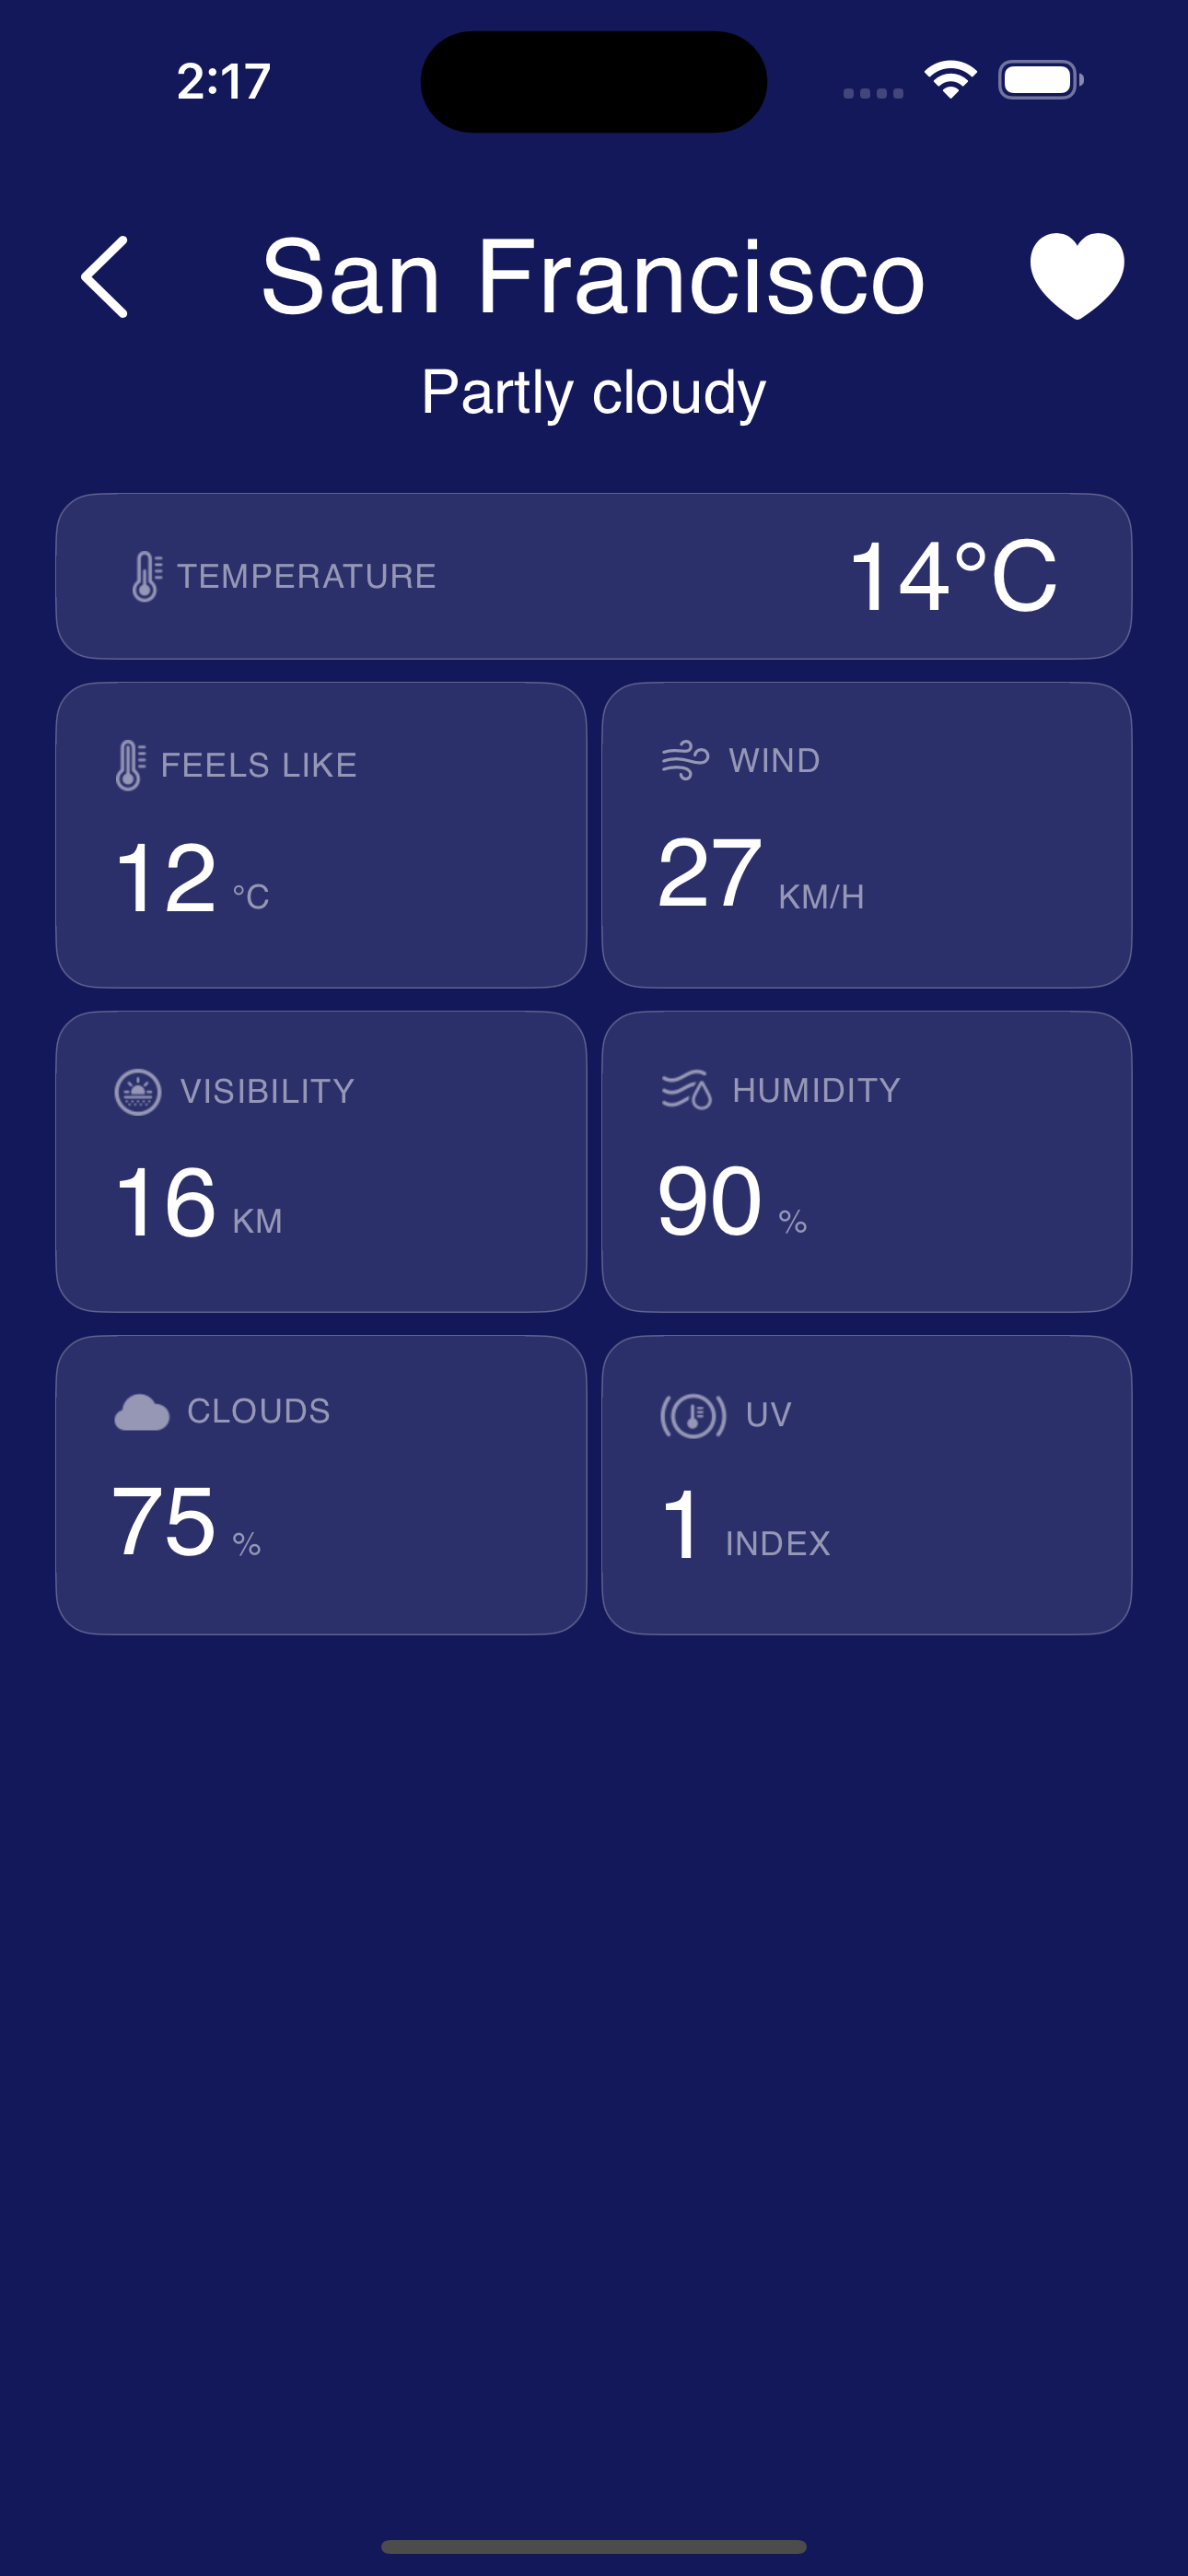 2:17
San Francisco
Partly cloudy
TEMPERATURE 14°C
FEELS LIKE
12 °C
WIND
27 KM/H
VISIBILITY
16 KM
HUMIDITY
90 %
CLOUDS
75 %
UV
1 INDEX